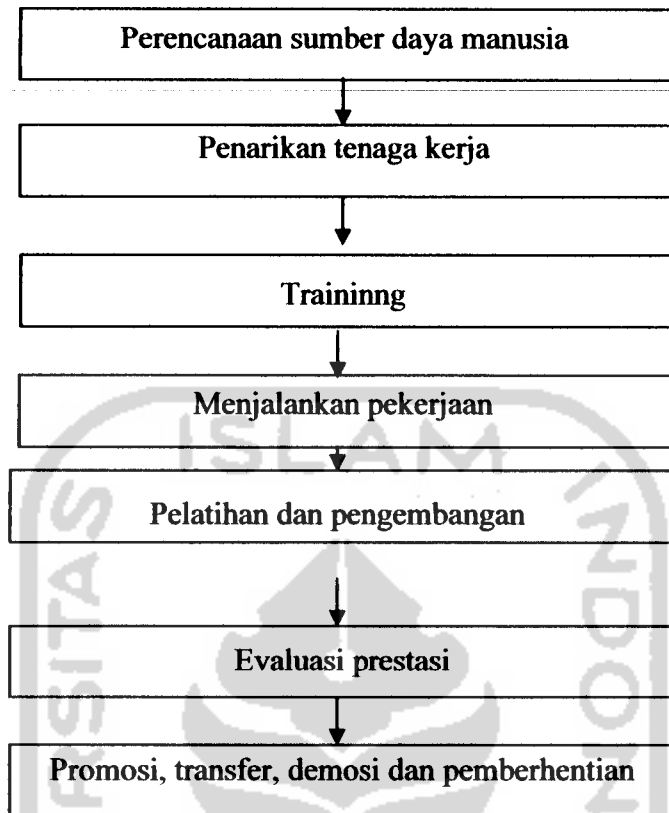 Perencanaan sumber daya manusia
Penarikan tenaga kerja
Traininng
Menjalankan pekerjaan
ISLAM
Pelatihan dan pengembangan
Evaluasi prestasi
Promosi, transfer, demosi dan pemberhentian